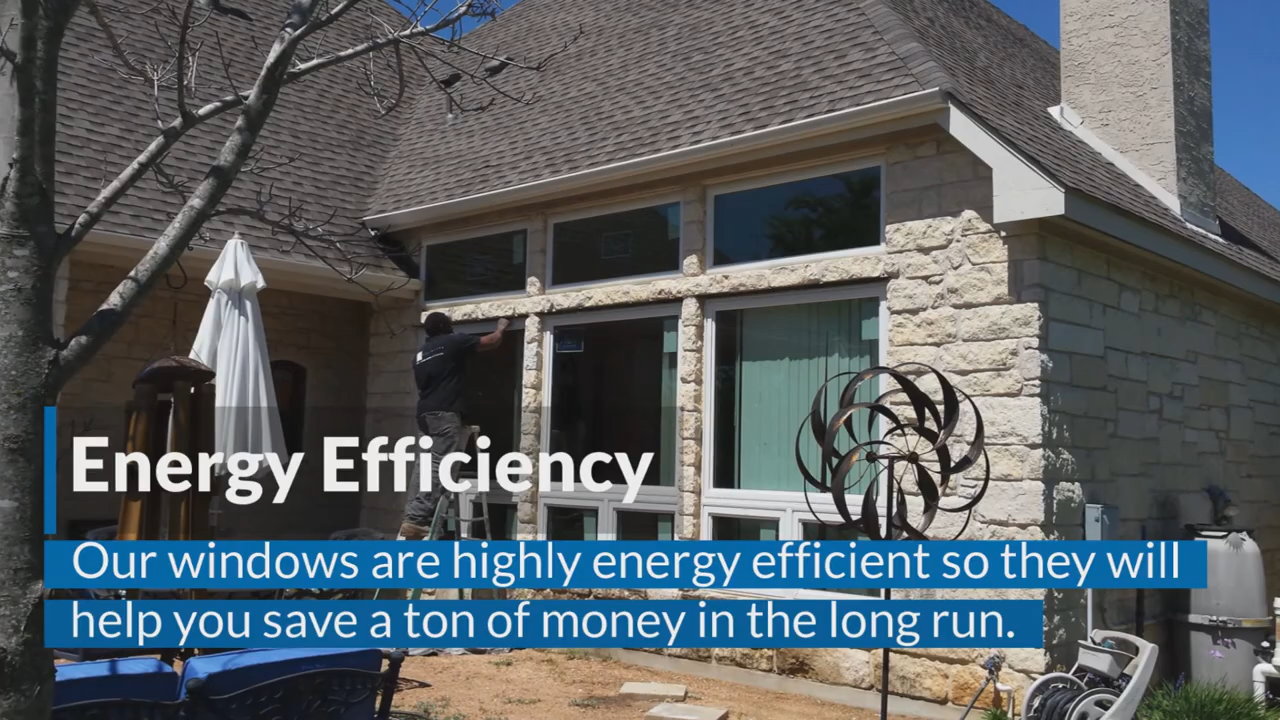 Energy Efficiency
Our windows are highly energy efficient so they will
help you save a ton of money in the long run.